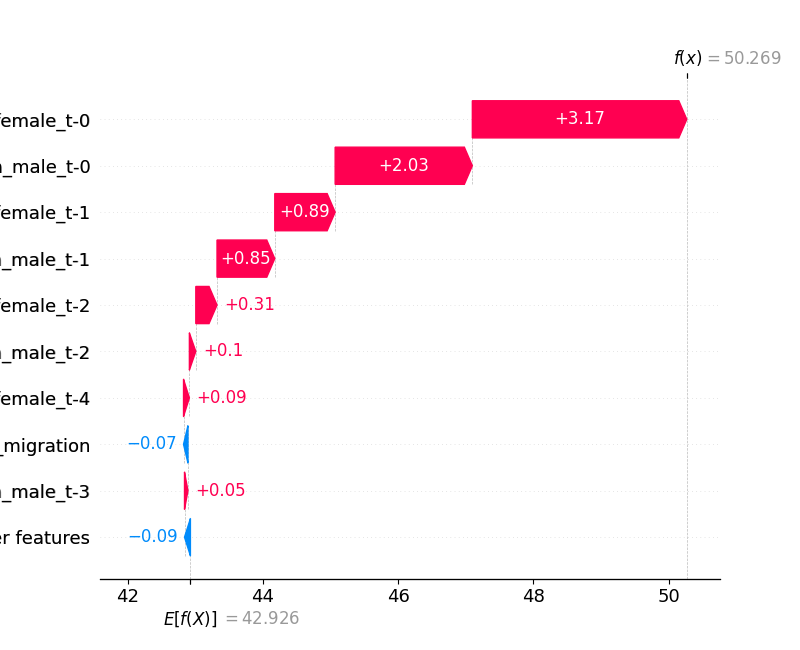 f(x) = 50.269
female_t-0
+3.17
_male_t-0
+2.03
female_t-1
+0.89
_male_t-1
+0.85
female_t-2
+0.31
_male_t-2
+0.1
female_t-4
+0.09
_migration
−0.07
_male_t-3
+0.05
er features
−0.09
42 44 46 48 50
E[f(X)] = 42.926